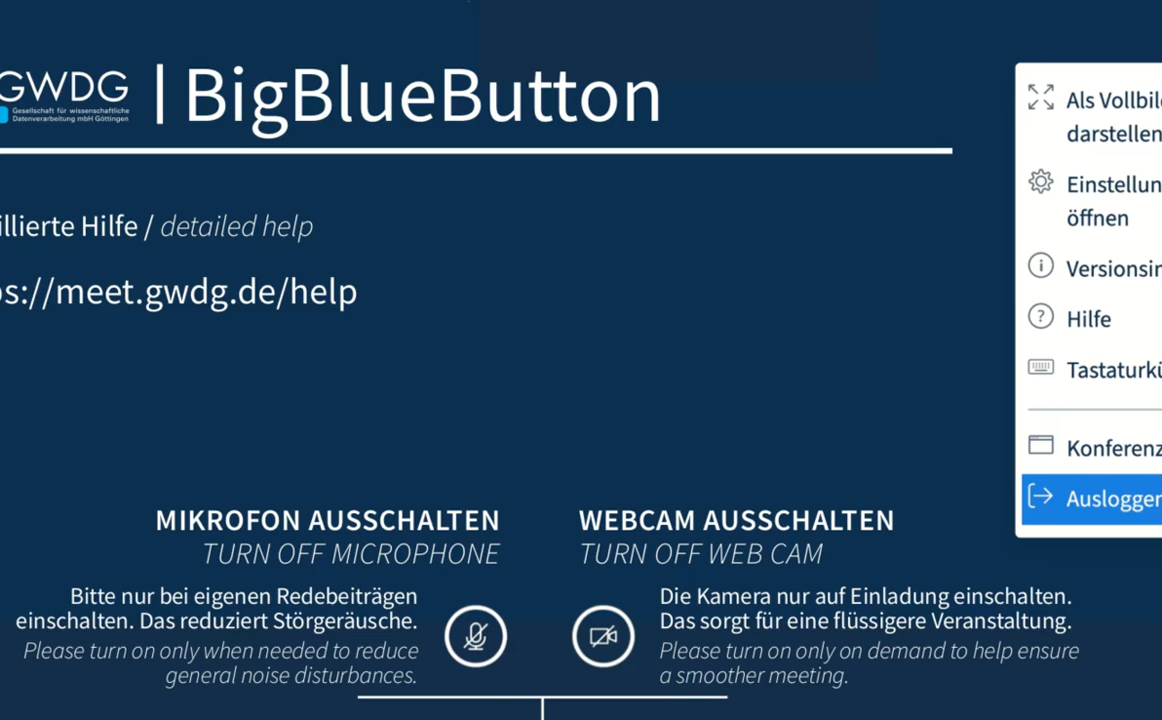 GWDG
Gesellschaft für wissenschaftliche
Datenverarbeitung mbH Göttingen
| BigBlueButton
illierte Hilfe / detailed help
os://meet.gwdg.de/help
MIKROFON AUSSCHALTEN
TURN OFF MICROPHONE
Bitte nur bei eigenen Redebeiträgen
einschalten. Das reduziert Störgeräusche.
Please turn on only when needed to reduce
general noise disturbances.
WEBCAM AUSSCHALTEN
TURN OFF WEB CAM
Die Kamera nur auf Einladung einschalten.
Das sorgt für eine flüssigere Veranstaltung.
Please turn on only on demand to help ensure
a smoother meeting.
Als Vollbil
darstellen
Einstellun
öffnen
Versionsin
Hilfe
Tastaturkü
Konferenz
Ausloggen